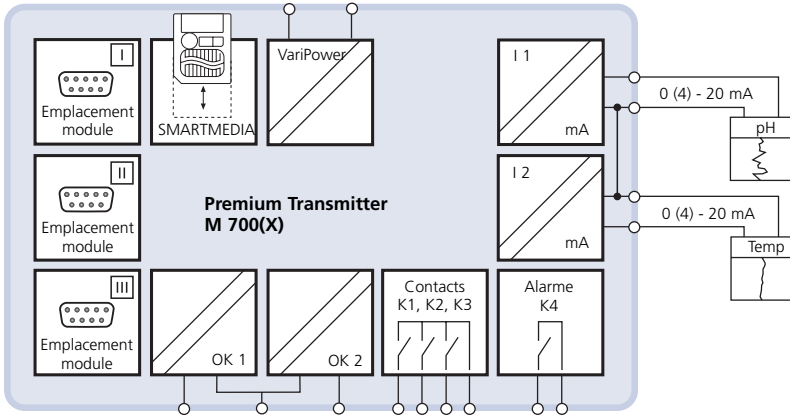 I
Emplacement
module
SMARTMEDIA
VariPower
I 1
mA
0 (4) - 20 mA
pH
II
Emplacement
module
Premium Transmitter
M 700(X)
I 2
mA
0 (4) - 20 mA
Temp
III
Emplacement
module
OK 1
OK 2
Contacts
K1, K2, K3
Alarme
K4